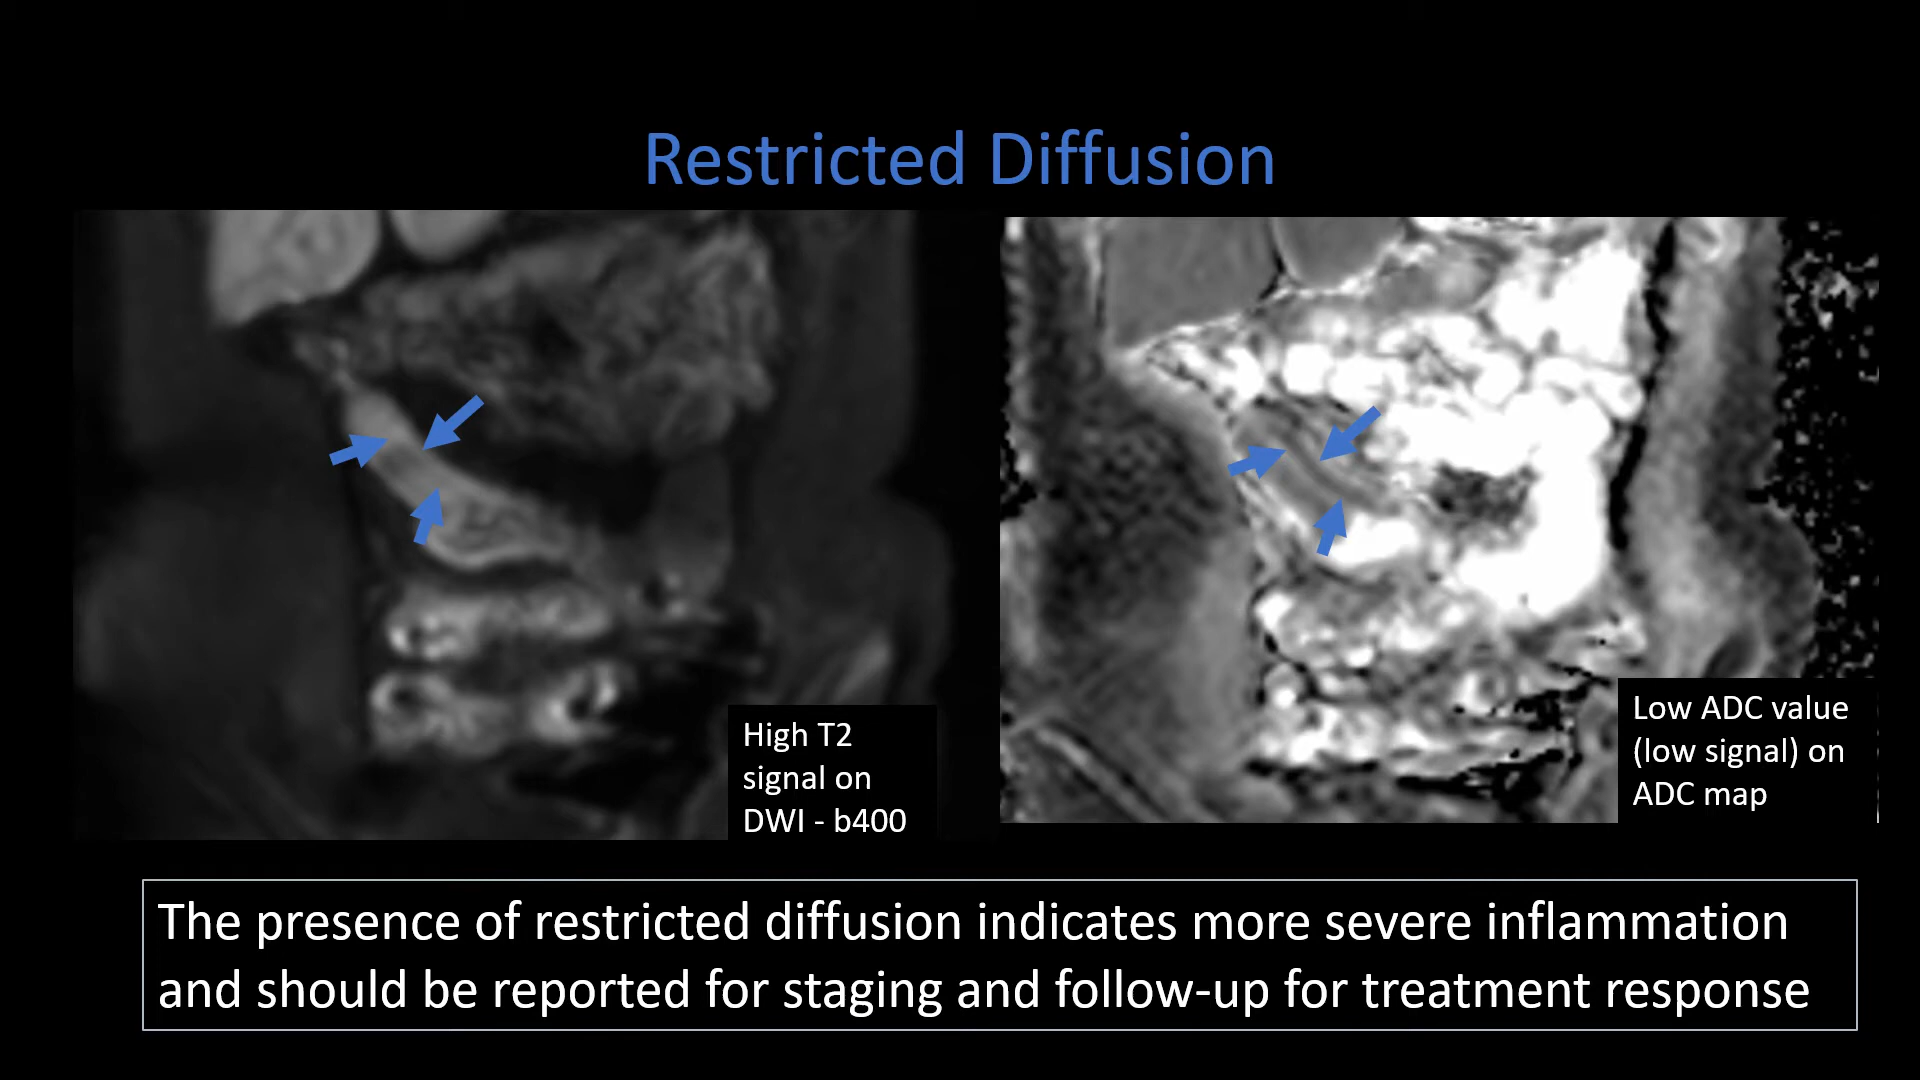 Restricted Diffusion
High T2
signal on
DWI - b400
Low ADC value
(low signal) on
ADC map
The presence of restricted diffusion indicates more severe inflammation
and should be reported for staging and follow-up for treatment response